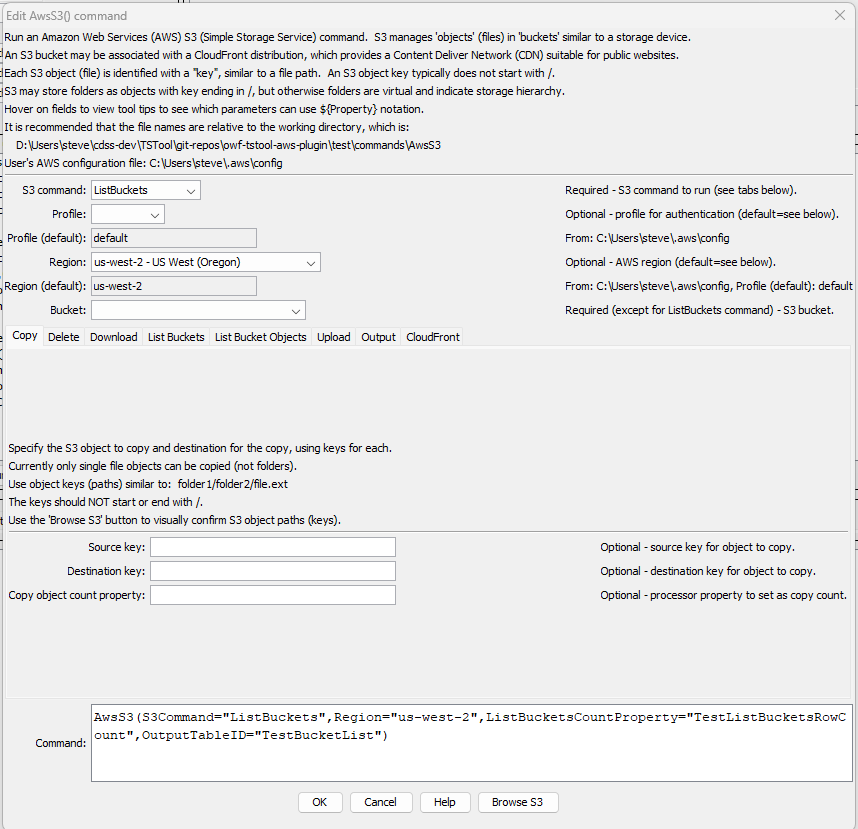 Edit AwsS3() command
Run an Amazon Web Services (AWS) S3 (Simple Storage Service) command.  S3 manages 'objects' (files) in 'buckets' similar to a storage device.
An S3 bucket may be associated with a CloudFront distribution, which provides a Content Deliver Network (CDN) suitable for public websites.
Each S3 object (file) is identified with a "key", similar to a file path.  An S3 object key typically does not start with /.
S3 may store folders as objects with key ending in /, but otherwise folders are virtual and indicate storage hierarchy.
Hover on fields to view tool tips to see which parameters can use ${Property} notation.
It is recommended that the file names are relative to the working directory, which is:
D:\Users\steve\cdss-dev\TSTool\git-repos\owf-tstool-aws-plugin\test\commands\AwsS3
User's AWS configuration file: C:\Users\steve\.aws\config
S3 command: ListBuckets Required - S3 command to run (see tabs below).
Profile: Optional - profile for authentication (default=see below).
Profile (default): default From: C:\Users\steve\.aws\config
Region: us-west-2 - US West (Oregon) Optional - AWS region (default=see below).
Region (default): us-west-2 From: C:\Users\steve\.aws\config, Profile (default): default
Bucket: Required (except for ListBuckets command) - S3 bucket.
Copy Delete Download List Buckets List Bucket Objects Upload Output CloudFront
Specify the S3 object to copy and destination for the copy, using keys for each.
Currently only single file objects can be copied (not folders).
Use object keys (paths) similar to:  folder1/folder2/file.ext
The keys should NOT start or end with /.
Use the 'Browse S3' button to visually confirm S3 object paths (keys).
Source key: Optional - source key for object to copy.
Destination key: Optional - destination key for object to copy.
Copy object count property: Optional - processor property to set as copy count.
Command: AwsS3(S3Command="ListBuckets",Region="us-west-2",ListBucketsCountProperty="TestListBucketsRowC
ount",OutputTableID="TestBucketList")
OK Cancel Help Browse S3